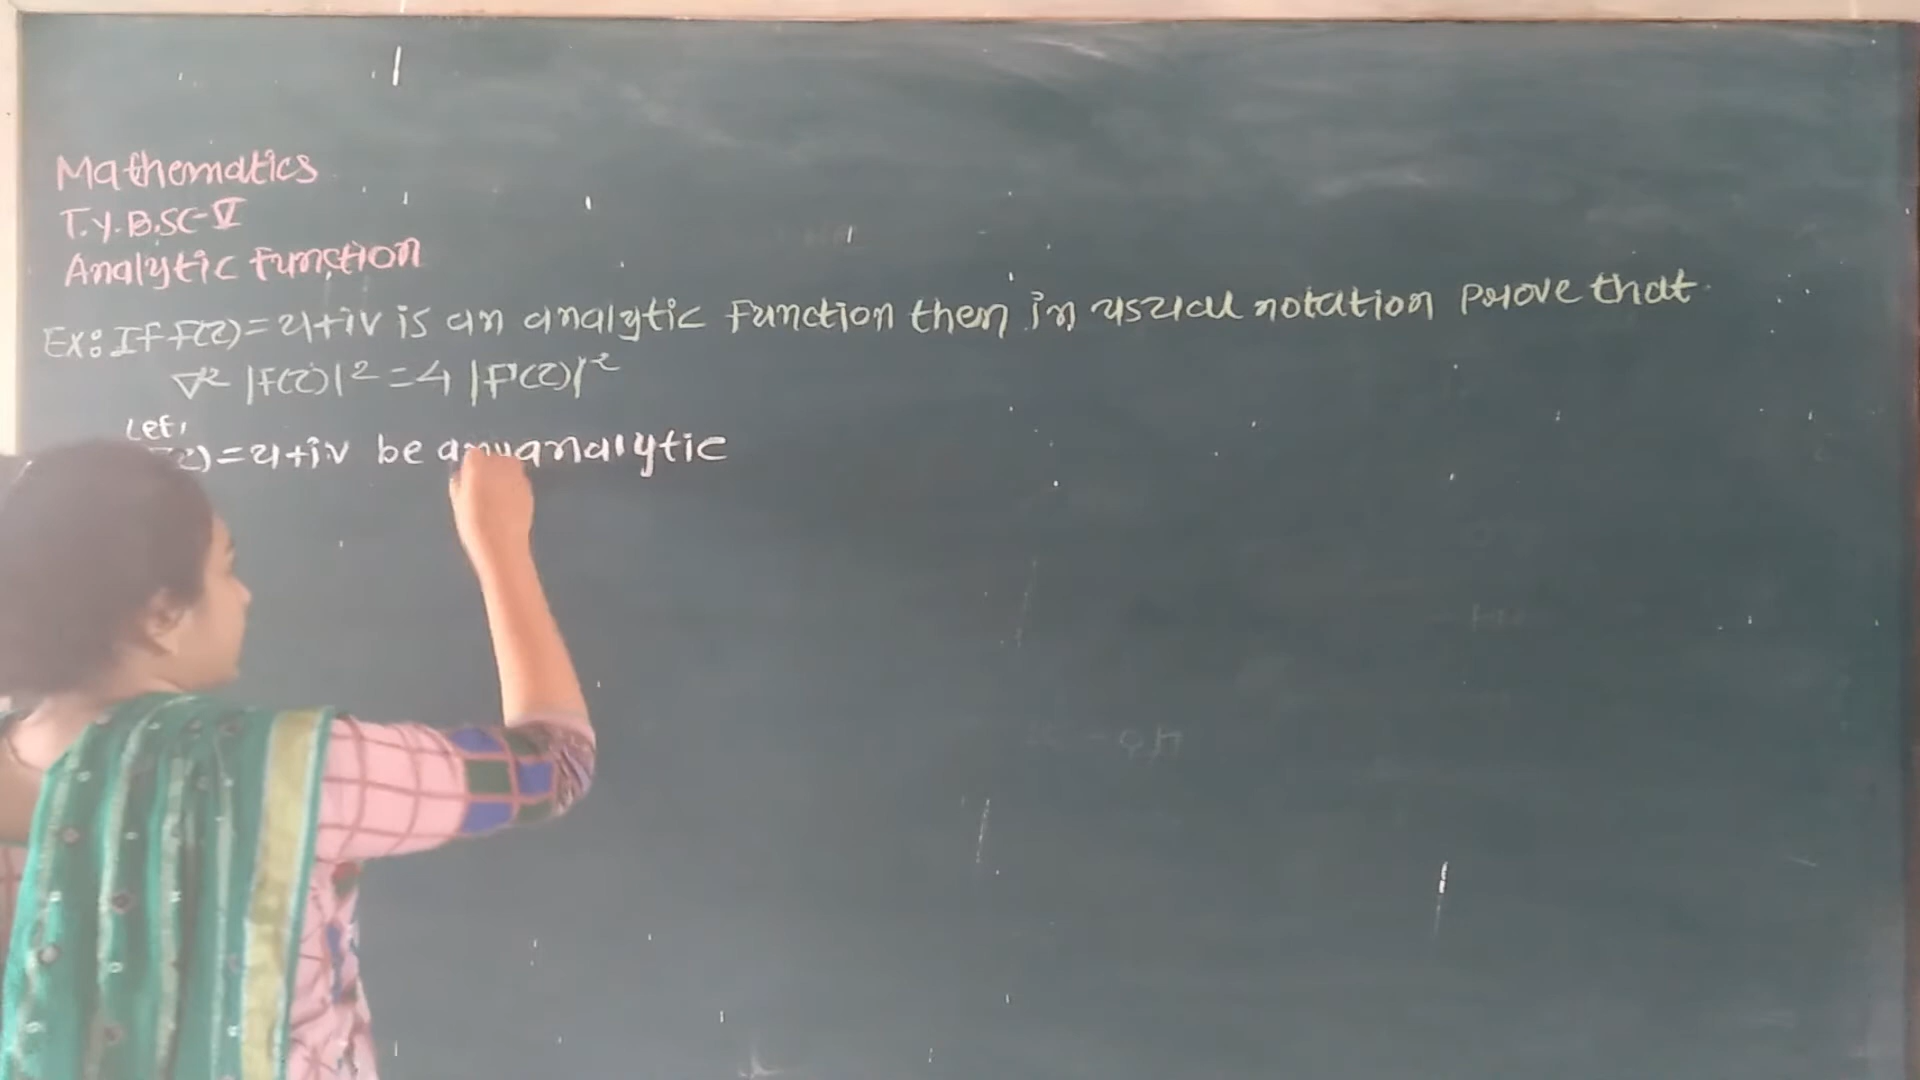 Mathematics
T.Y.B.SC-V
Analytic Function
Ex: If f(z)=u+iv is an analytic Function then in usual notation prove that
∇² |F(z)|²=4 |F'(z)|²
Let,
=u+iv be any analytic